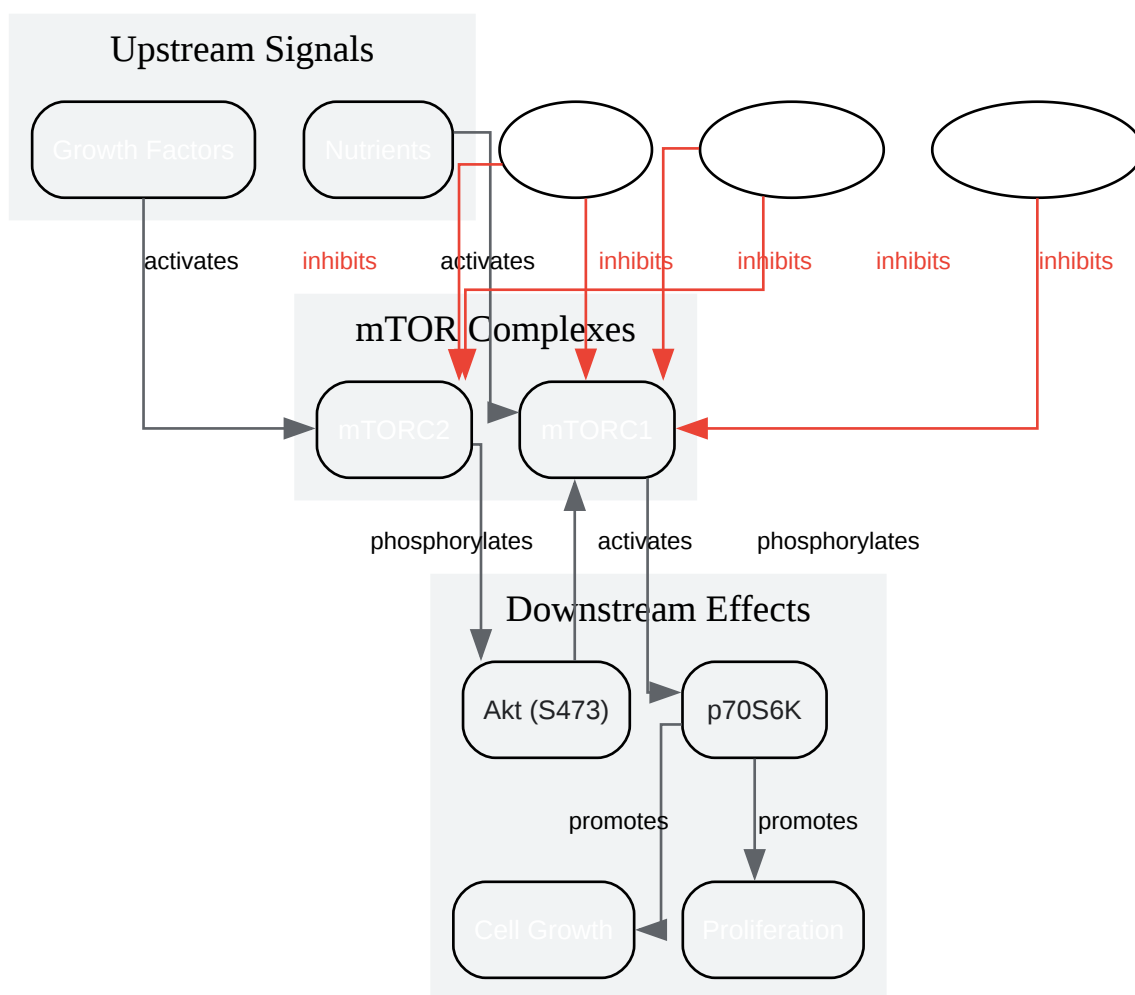 Upstream Signals
Growth Factors
Nutrients
activates
inhibits
activates
inhibits
inhibits
inhibits
inhibits
mTOR Complexes
mTORC2
mTORC1
phosphorylates
activates
phosphorylates
Downstream Effects
Akt (S473)
p70S6K
promotes
promotes
Cell Growth
Proliferation